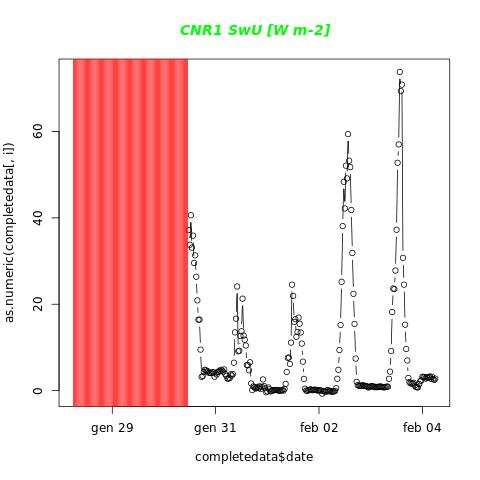 CNR1 SwU [W m-2]
as.numeric(completedata[, i])
60
40
20
0
gen 29
gen 31
feb 02
feb 04
completedata$date